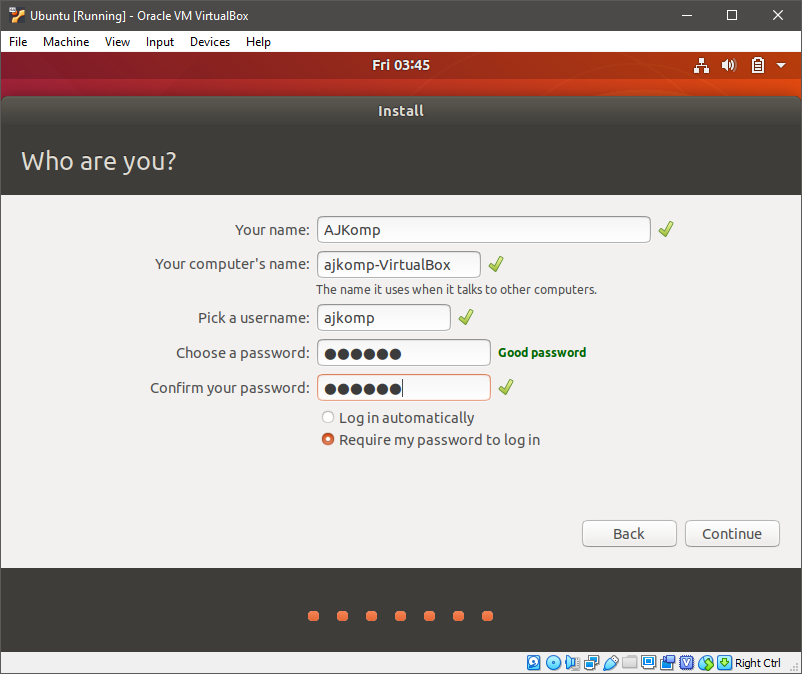 Ubuntu [Running] - Oracle VM VirtualBox
File Machine View Input Devices Help
Fri 03:45
Install
Who are you?
Your name: AJKomp
Your computer's name: ajkomp-VirtualBox
The name it uses when it talks to other computers.
Pick a username: ajkomp
Choose a password: ●●●●●● Good password
Confirm your password: ●●●●●●
Log in automatically
Require my password to log in
Back Continue
Right Ctrl